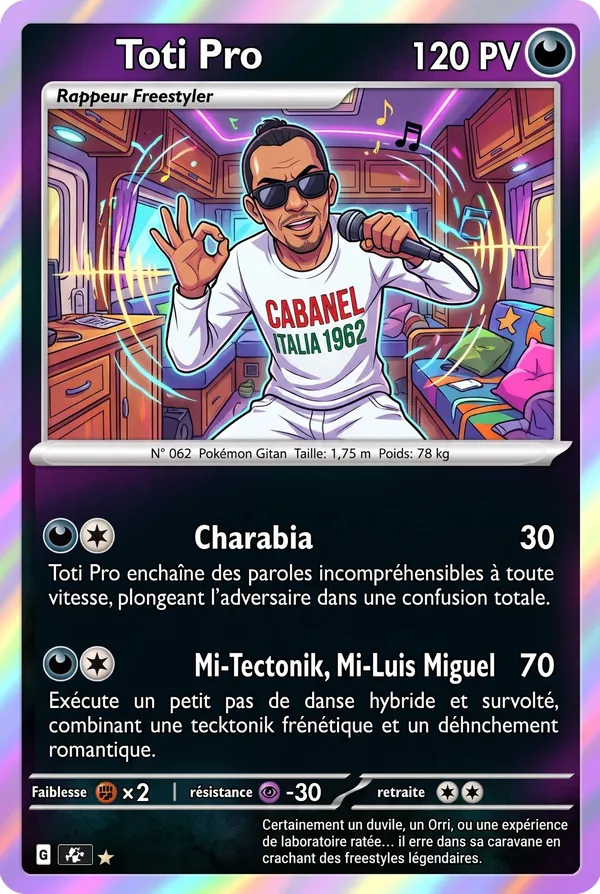 Toti Pro 120 PV
Rappeur Freestyler
CABANEL
ITALIA 1962
N° 062 Pokémon Gitan Taille: 1,75 m Poids: 78 kg
Charabia 30
Toti Pro enchaîne des paroles incompréhensibles à toute
vitesse, plongeant l’adversaire dans une confusion totale.
Mi-Tectonik, Mi-Luis Miguel 70
Exécute un petit pas de danse hybride et survolté,
combinant une tecktonik frénétique et un déhnchement
romantique.
Faiblesse ×2 | résistance -30 retraite
Certainement un duvile, un Orri, ou une expérience
de laboratoire ratée... il erre dans sa caravane en
crachant des freestyles légendaires.
G